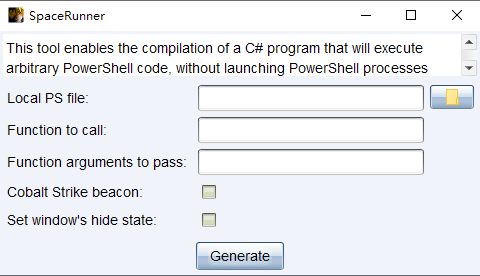 SpaceRunner
This tool enables the compilation of a C# program that will execute
arbitrary PowerShell code, without launching PowerShell processes
Local PS file:
Function to call:
Function arguments to pass:
Cobalt Strike beacon:
Set window's hide state:
Generate